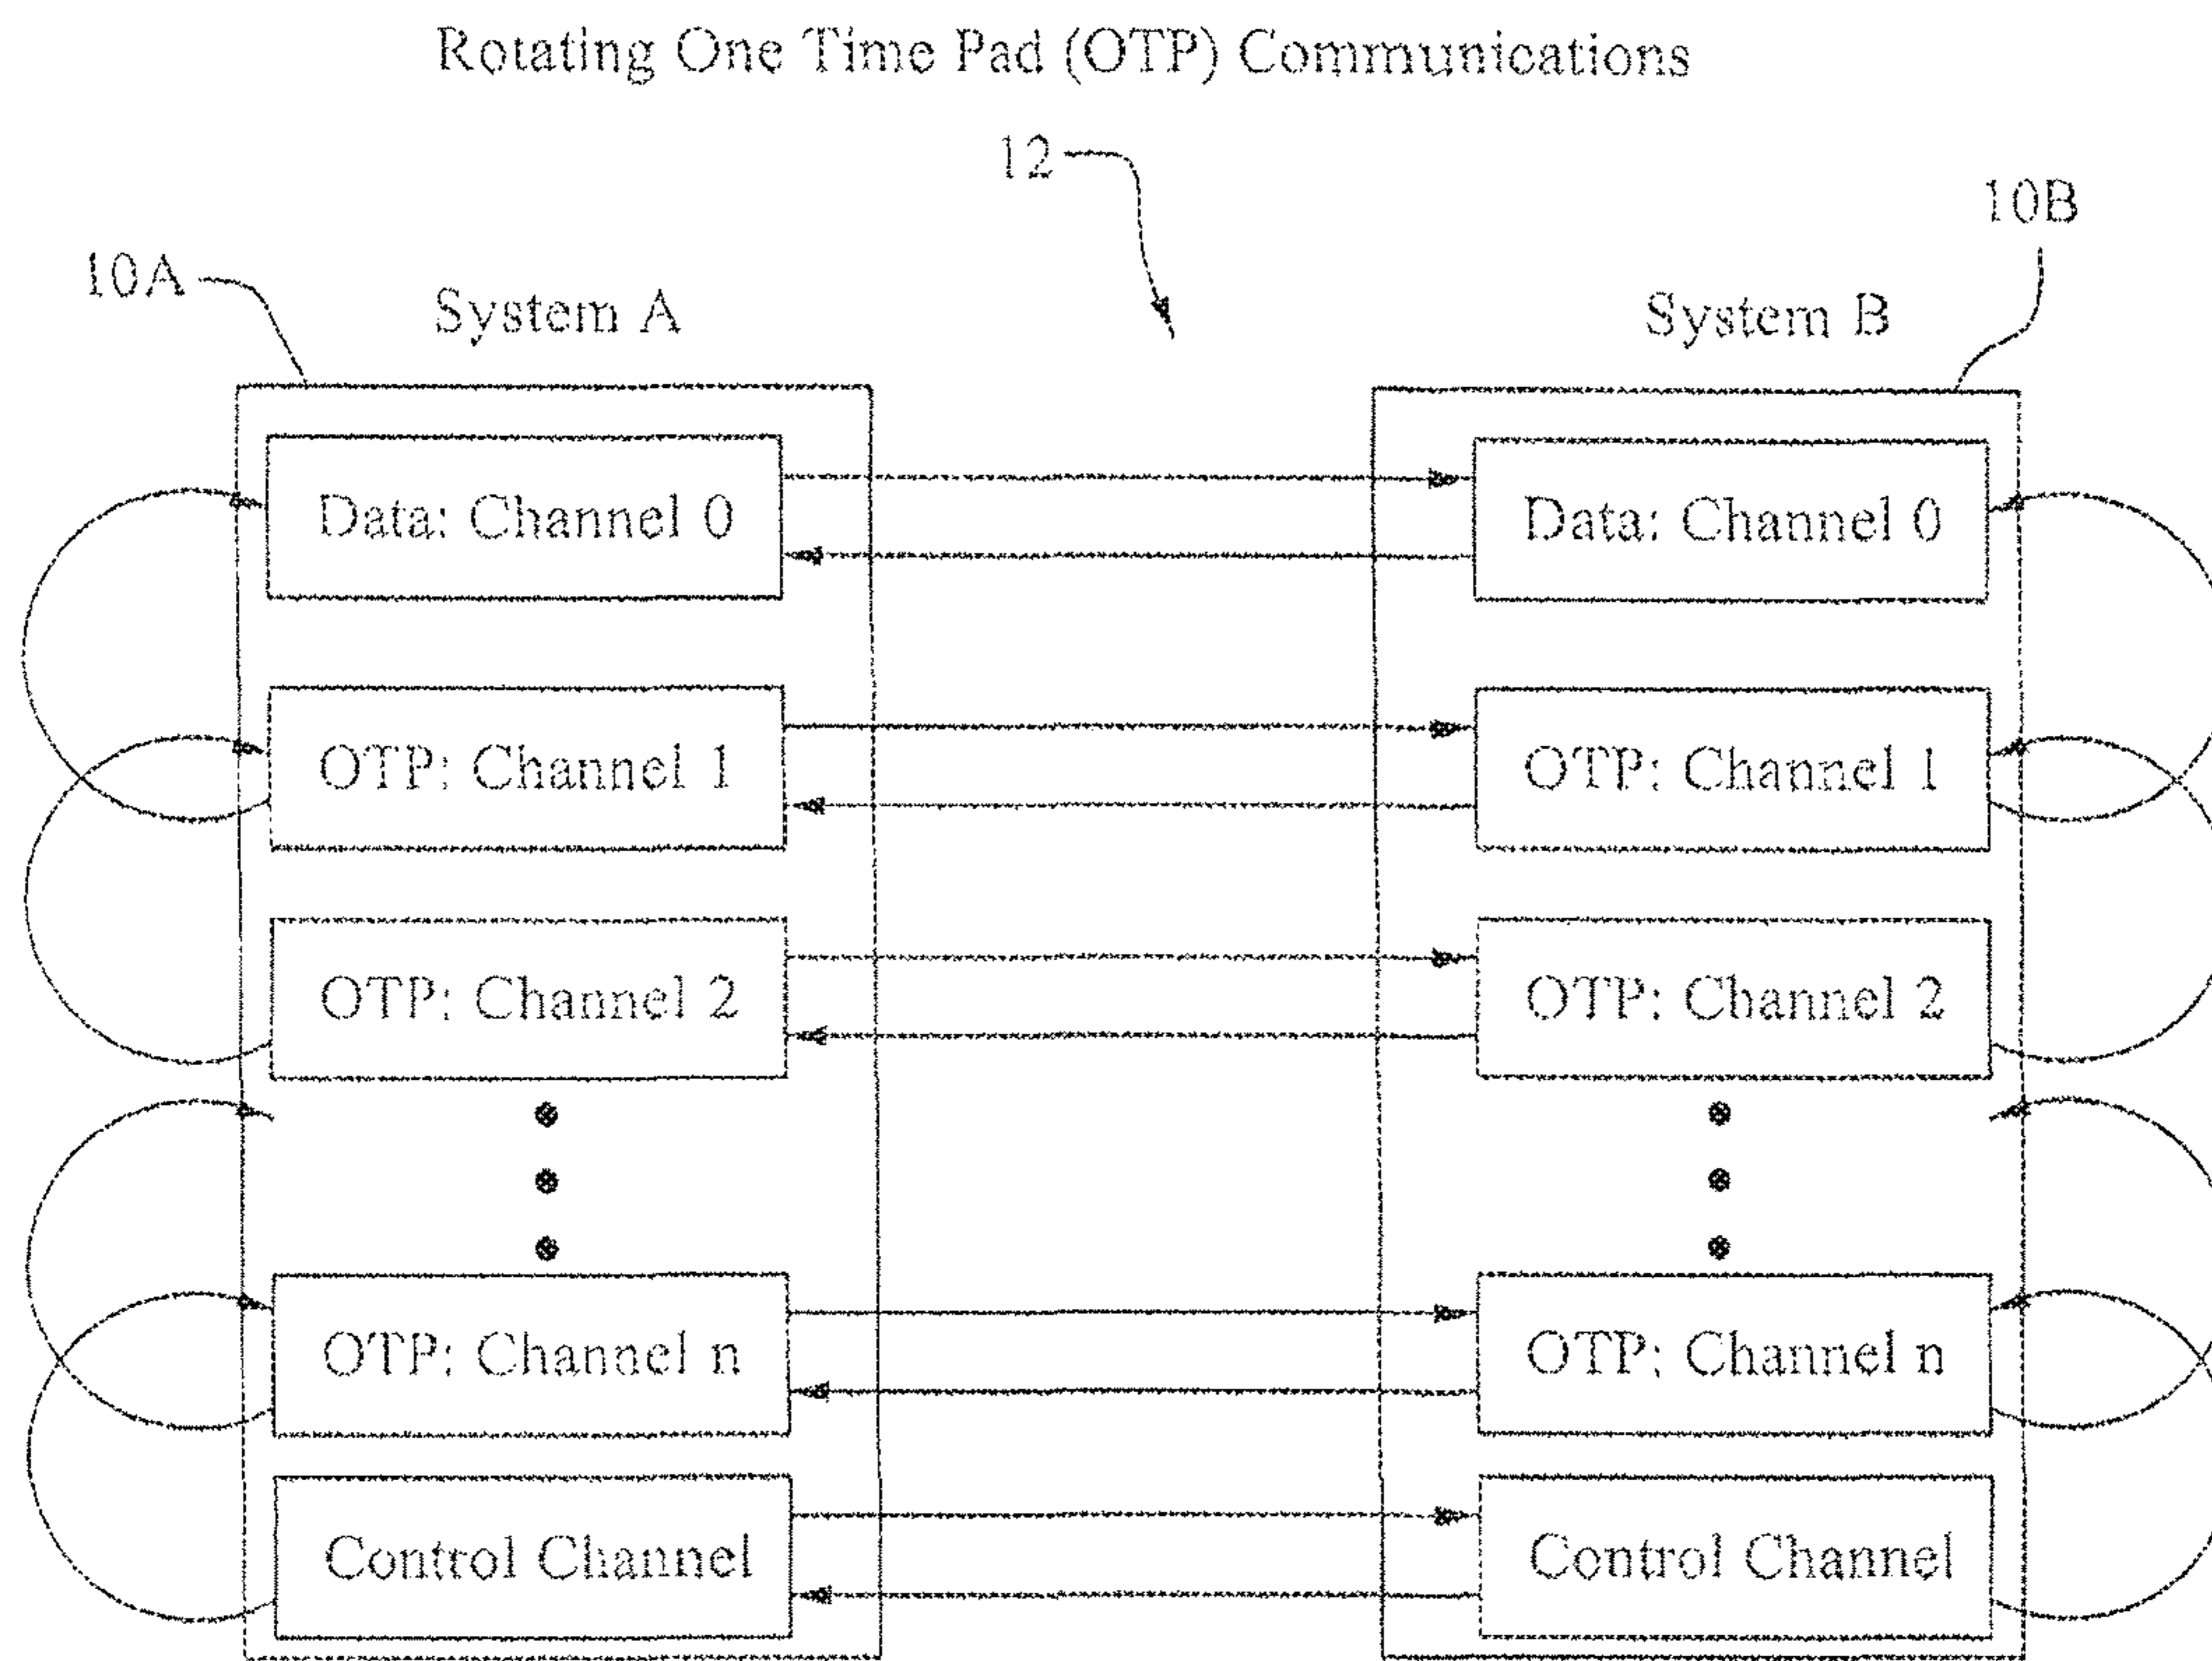 Rotating One Time Pad (OTP) Communications
12
10B
10A
System A
System B
Data: Channel 0
Data: Channel 0
OTP: Channel 1
OTP: Channel 1
OTP: Channel 2
OTP: Channel 2
OTP: Channel n
OTP: Channel n
Control Channel
Control Channel